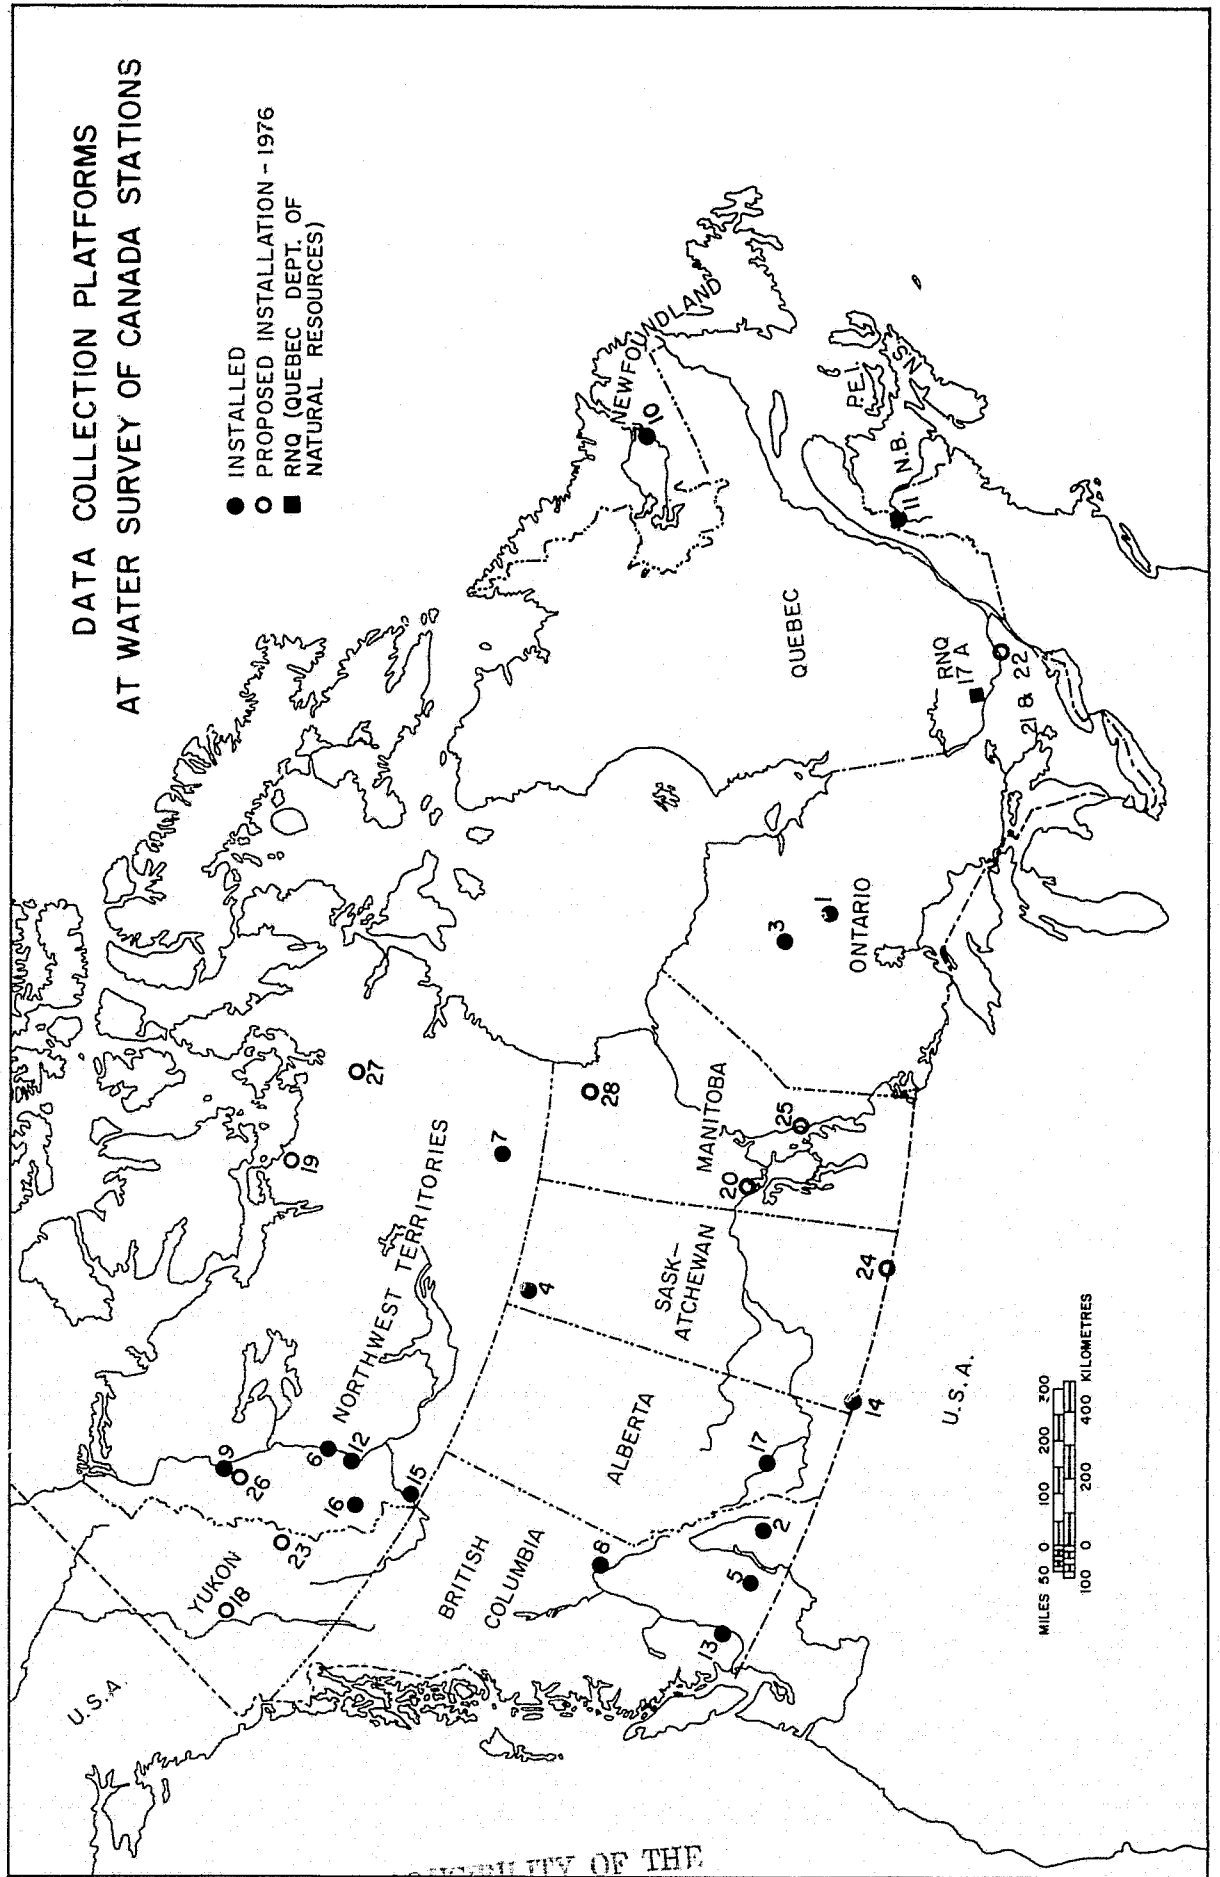 DATA COLLECTION PLATFORMS
AT WATER SURVEY OF CANADA STATIONS
INSTALLED
PROPOSED INSTALLATION - 1976
RNQ (QUEBEC DEPT. OF
NATURAL RESOURCES)
U.S.A.
YUKON
18
23
26
9
16
6
12
15
NORTHWEST TERRITORIES
19
27
7
4
28
BRITISH
COLUMBIA
8
13
5
2
ALBERTA
17
14
SASK-
ATCHEWAN
24
MANITOBA
20
25
ONTARIO
3
1
QUEBEC
RNQ
17A
21 & 22
NEWFOUNDLAND
10
N.B.
11
P.E.I.
&
NS
U.S.A.
MILES 50 0 100 200 300
100 0 200 400 KILOMETRES
OF THE